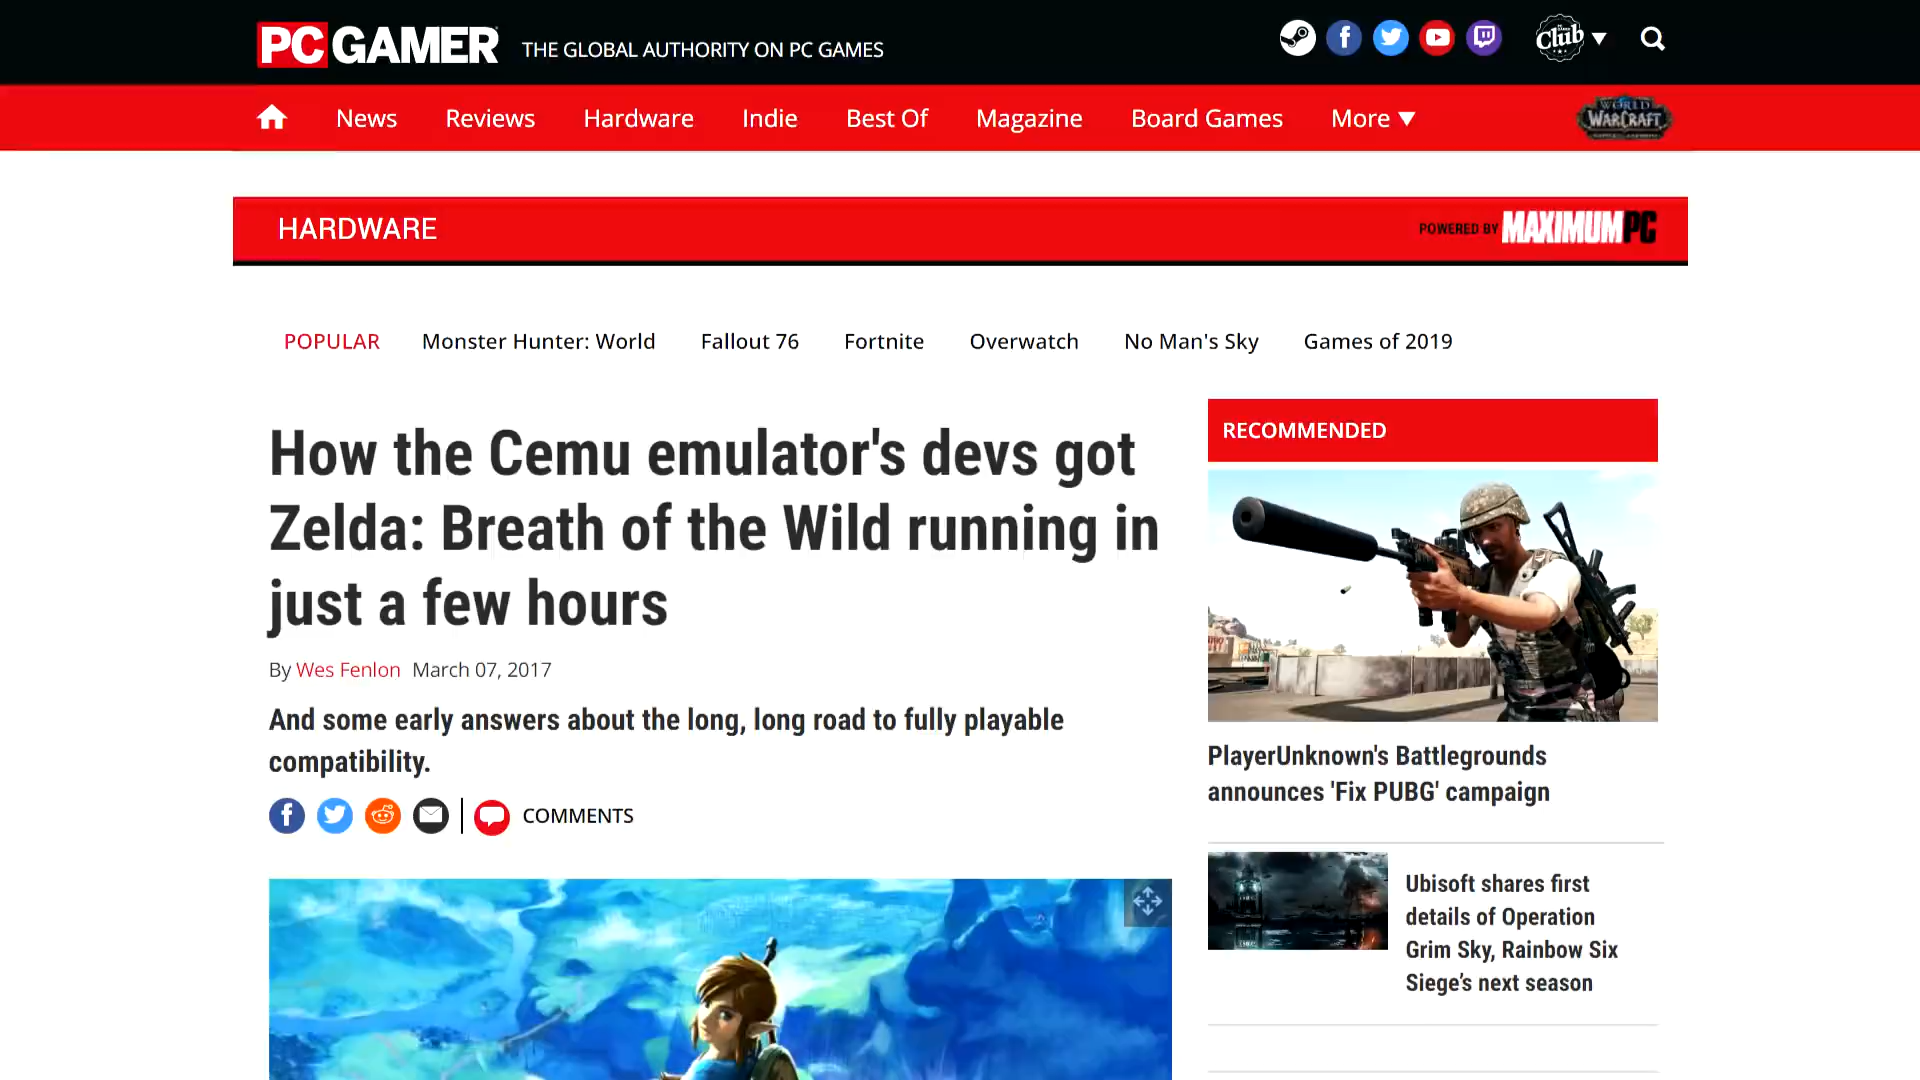 PC GAMER THE GLOBAL AUTHORITY ON PC GAMES
Club
News Reviews Hardware Indie Best Of Magazine Board Games More
WORLD WARCRAFT
HARDWARE
POWERED BY MAXIMUMPC
POPULAR Monster Hunter: World Fallout 76 Fortnite Overwatch No Man's Sky Games of 2019
How the Cemu emulator's devs got
Zelda: Breath of the Wild running in
just a few hours
By Wes Fenlon March 07, 2017
And some early answers about the long, long road to fully playable
compatibility.
COMMENTS
RECOMMENDED
PlayerUnknown's Battlegrounds
announces 'Fix PUBG' campaign
Ubisoft shares first
details of Operation
Grim Sky, Rainbow Six
Siege’s next season